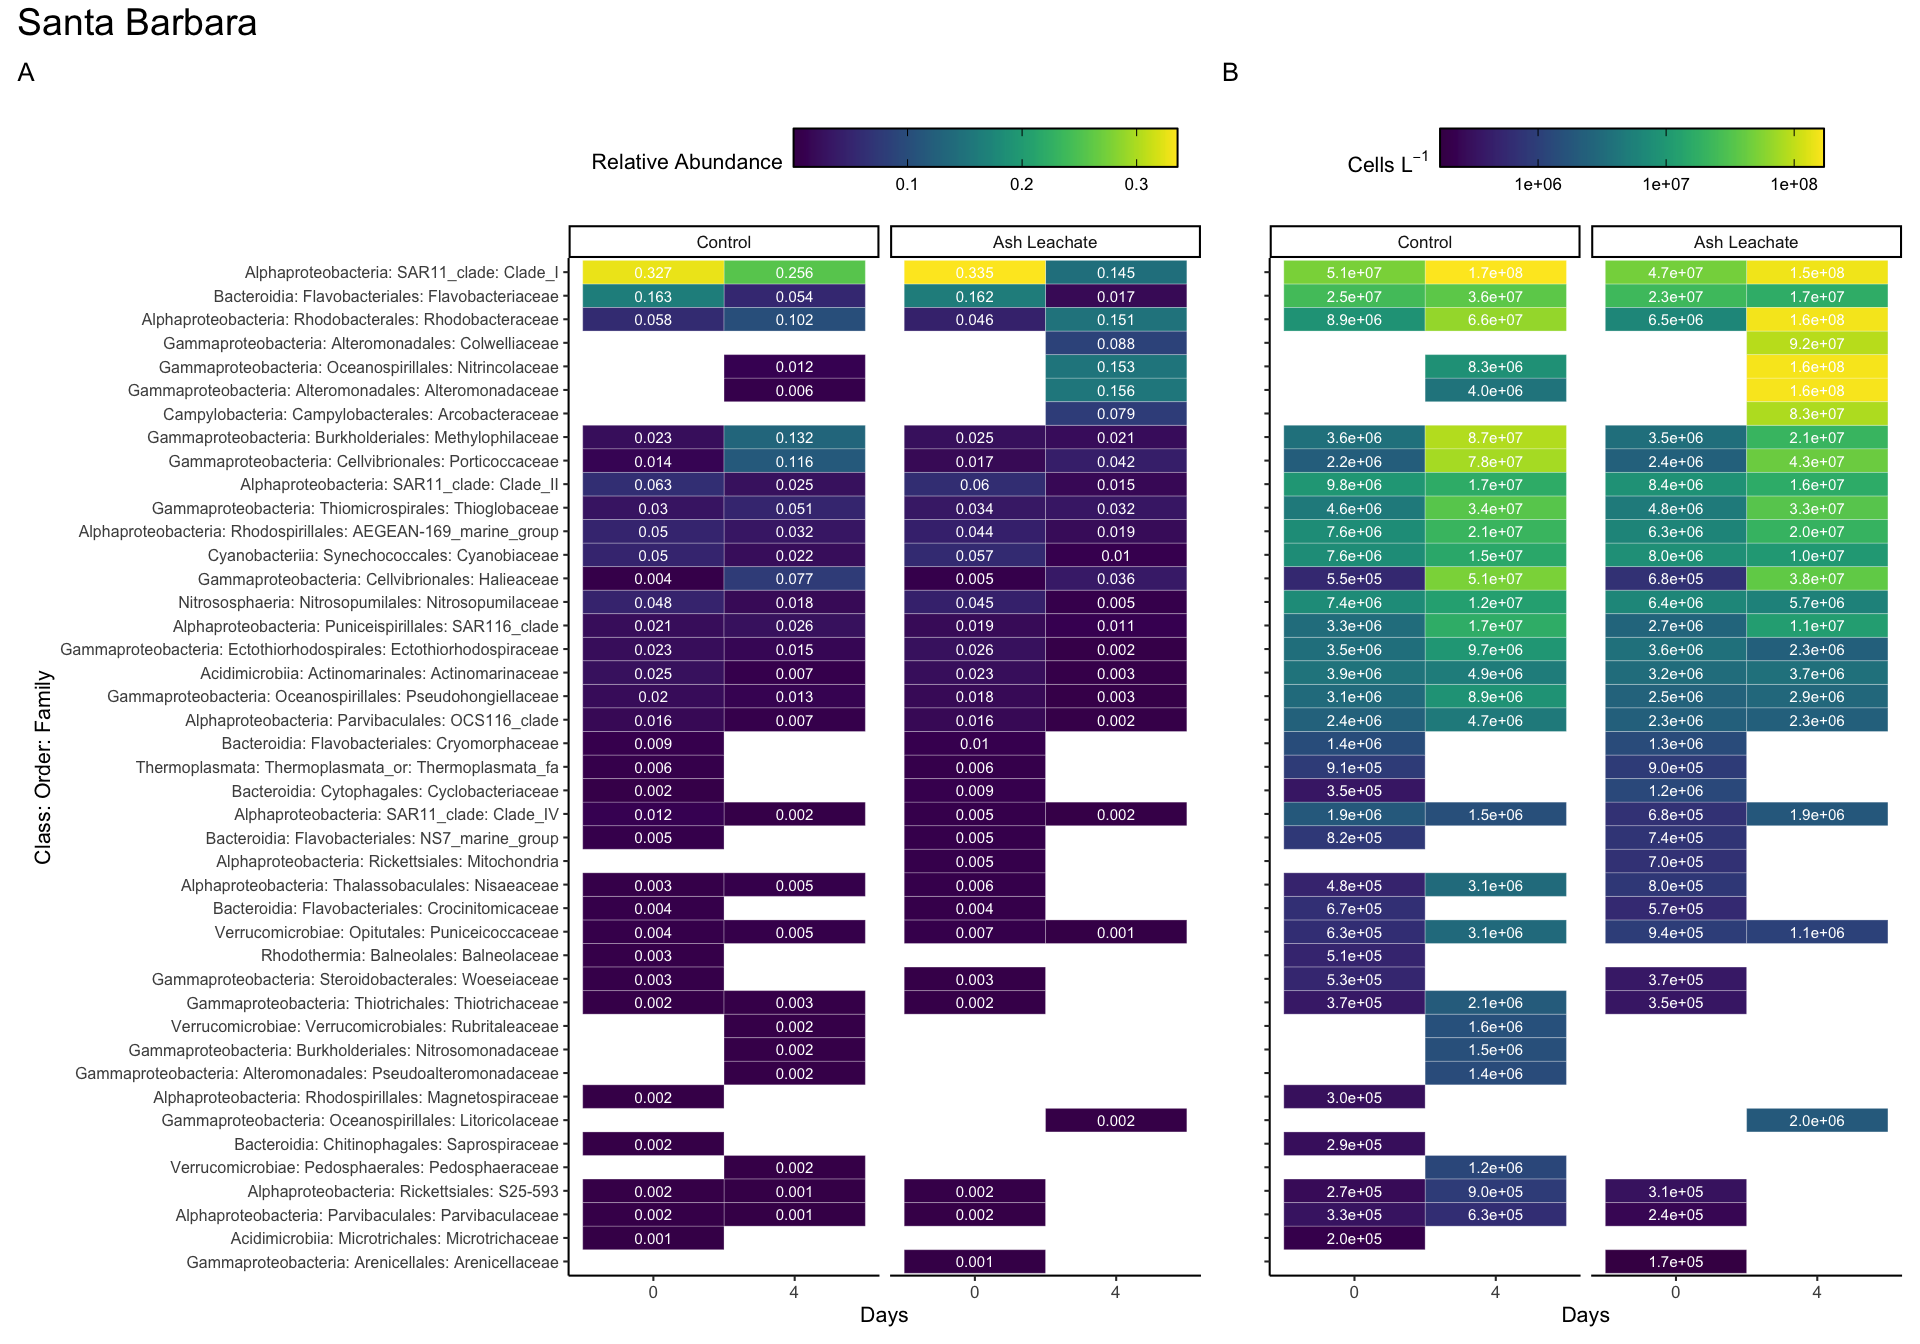 Santa Barbara
A
B
Relative Abundance
0.1 0.2 0.3
Cells L⁻¹
1e+06 1e+07 1e+08
Control Ash Leachate Control Ash Leachate
Alphaproteobacteria: SAR11_clade: Clade_I 0.327 0.256 0.335 0.145 5.1e+07 1.7e+08 4.7e+07 1.5e+08
Bacteroidia: Flavobacteriales: Flavobacteriaceae 0.163 0.054 0.162 0.017 2.5e+07 3.6e+07 2.3e+07 1.7e+07
Alphaproteobacteria: Rhodobacterales: Rhodobacteraceae 0.058 0.102 0.046 0.151 8.9e+06 6.6e+07 6.5e+06 1.6e+08
Gammaproteobacteria: Alteromonadales: Colwelliaceae 0.088 9.2e+07
Gammaproteobacteria: Oceanospirillales: Nitrincolaceae 0.012 0.153 8.3e+06 1.6e+08
Gammaproteobacteria: Alteromonadales: Alteromonadaceae 0.006 0.156 4.0e+06 1.6e+08
Campylobacteria: Campylobacterales: Arcobacteraceae 0.079 8.3e+07
Gammaproteobacteria: Burkholderiales: Methylophilaceae 0.023 0.132 0.025 0.021 3.6e+06 8.7e+07 3.5e+06 2.1e+07
Gammaproteobacteria: Cellvibrionales: Porticoccaceae 0.014 0.116 0.017 0.042 2.2e+06 7.8e+07 2.4e+06 4.3e+07
Alphaproteobacteria: SAR11_clade: Clade_II 0.063 0.025 0.06 0.015 9.8e+06 1.7e+07 8.4e+06 1.6e+07
Gammaproteobacteria: Thiomicrospirales: Thioglobaceae 0.03 0.051 0.034 0.032 4.6e+06 3.4e+07 4.8e+06 3.3e+07
Alphaproteobacteria: Rhodospirillales: AEGEAN-169_marine_group 0.05 0.032 0.044 0.019 7.6e+06 2.1e+07 6.3e+06 2.0e+07
Cyanobacteriia: Synechococcales: Cyanobiaceae 0.05 0.022 0.057 0.01 7.6e+06 1.5e+07 8.0e+06 1.0e+07
Gammaproteobacteria: Cellvibrionales: Halieaceae 0.004 0.077 0.005 0.036 5.5e+05 5.1e+07 6.8e+05 3.8e+07
Nitrososphaeria: Nitrosopumilales: Nitrosopumilaceae 0.048 0.018 0.045 0.005 7.4e+06 1.2e+07 6.4e+06 5.7e+06
Alphaproteobacteria: Puniceispirillales: SAR116_clade 0.021 0.026 0.019 0.011 3.3e+06 1.7e+07 2.7e+06 1.1e+07
Gammaproteobacteria: Ectothiorhodospirales: Ectothiorhodospiraceae 0.023 0.015 0.026 0.002 3.5e+06 9.7e+06 3.6e+06 2.3e+06
Acidimicrobiia: Actinomarinales: Actinomarinaceae 0.025 0.007 0.023 0.003 3.9e+06 4.9e+06 3.2e+06 3.7e+06
Gammaproteobacteria: Oceanospirillales: Pseudohongiellaceae 0.02 0.013 0.018 0.003 3.1e+06 8.9e+06 2.5e+06 2.9e+06
Alphaproteobacteria: Parvibaculales: OCS116_clade 0.016 0.007 0.016 0.002 2.4e+06 4.7e+06 2.3e+06 2.3e+06
Bacteroidia: Flavobacteriales: Cryomorphaceae 0.009 0.01 1.4e+06 1.3e+06
Thermoplasmata: Thermoplasmata_or: Thermoplasmata_fa 0.006 0.006 9.1e+05 9.0e+05
Bacteroidia: Cytophagales: Cyclobacteriaceae 0.002 0.009 3.5e+05 1.2e+06
Alphaproteobacteria: SAR11_clade: Clade_IV 0.012 0.002 0.005 0.002 1.9e+06 1.5e+06 6.8e+05 1.9e+06
Bacteroidia: Flavobacteriales: NS7_marine_group 0.005 0.005 8.2e+05 7.4e+05
Alphaproteobacteria: Rickettsiales: Mitochondria 0.005 7.0e+05
Alphaproteobacteria: Thalassobaculales: Nisaeaceae 0.003 0.005 0.006 4.8e+05 3.1e+06 8.0e+05
Bacteroidia: Flavobacteriales: Crocinitomicaceae 0.004 0.004 6.7e+05 5.7e+05
Verrucomicrobiae: Opitutales: Puniceicoccaceae 0.004 0.005 0.007 0.001 6.3e+05 3.1e+06 9.4e+05 1.1e+06
Rhodothermia: Balneolales: Balneolaceae 0.003 5.1e+05
Gammaproteobacteria: Steroidobacterales: Woeseiaceae 0.003 0.003 5.3e+05 3.7e+05
Gammaproteobacteria: Thiotrichales: Thiotrichaceae 0.002 0.003 0.002 3.7e+05 2.1e+06 3.5e+05
Verrucomicrobiae: Verrucomicrobiales: Rubritaleaceae 0.002 1.6e+06
Gammaproteobacteria: Burkholderiales: Nitrosomonadaceae 0.002 1.5e+06
Gammaproteobacteria: Alteromonadales: Pseudoalteromonadaceae 0.002 1.4e+06
Alphaproteobacteria: Rhodospirillales: Magnetospiraceae 0.002 3.0e+05
Gammaproteobacteria: Oceanospirillales: Litoricolaceae 0.002 2.0e+06
Bacteroidia: Chitinophagales: Saprospiraceae 0.002 2.9e+05
Verrucomicrobiae: Pedosphaerales: Pedosphaeraceae 0.002 1.2e+06
Alphaproteobacteria: Rickettsiales: S25-593 0.002 0.001 0.002 2.7e+05 9.0e+05 3.1e+05
Alphaproteobacteria: Parvibaculales: Parvibaculaceae 0.002 0.001 0.002 3.3e+05 6.3e+05 2.4e+05
Acidimicrobiia: Microtrichales: Microtrichaceae 0.001 2.0e+05
Gammaproteobacteria: Arenicellales: Arenicellaceae 0.001 1.7e+05
Class: Order: Family
0 4 0 4 0 4 0 4
Days Days